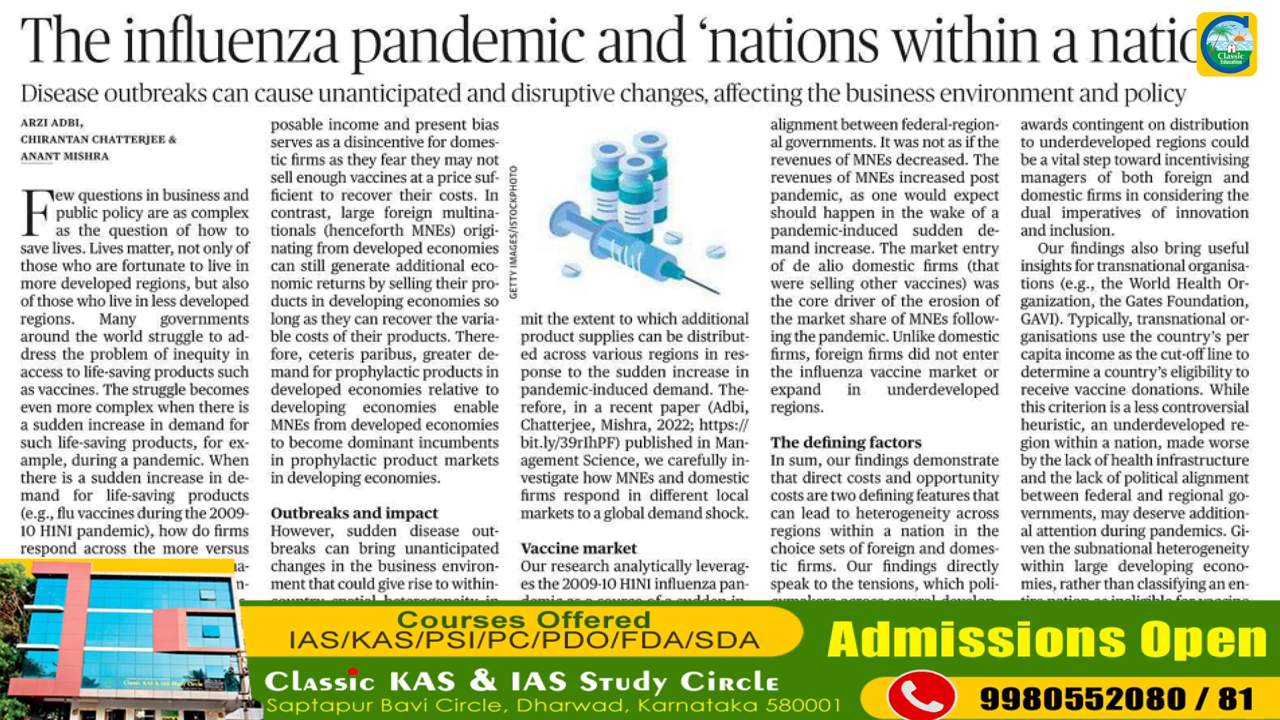 The influenza pandemic and ‘nations within a
Classic
Education
Disease outbreaks can cause unanticipated and disruptive changes, affecting the business environment and policy
ARZI ADBI,
CHIRANTAN CHATTERJEE &
ANANT MISHRA
Few questions in business and
public policy are as complex
as the question of how to
save lives. Lives matter, not only of
those who are fortunate to live in
more developed regions, but also
of those who live in less developed
regions. Many governments
around the world struggle to ad-
dress the problem of inequity in
access to life-saving products such
as vaccines. The struggle becomes
even more complex when there is
a sudden increase in demand for
such life-saving products, for ex-
ample, during a pandemic. When
there is a sudden increase in de-
mand for life-saving products
(e.g., flu vaccines during the 2009-
10 H1N1 pandemic), how do firms
respond across the more versus
posable income and present bias
serves as a disincentive for domes-
tic firms as they fear they may not
sell enough vaccines at a price suf-
ficient to recover their costs. In
contrast, large foreign multina-
tionals (henceforth MNEs) origi-
nating from developed economies
can still generate additional eco-
nomic returns by selling their pro-
ducts in developing economies so
long as they can recover the varia-
ble costs of their products. There-
fore, ceteris paribus, greater de-
mand for prophylactic products in
developed economies relative to
developing economies enable
MNEs from developed economies
to become dominant incumbents
in prophylactic product markets
in developing economies.
Outbreaks and impact
However, sudden disease out-
breaks can bring unanticipated
changes in the business environ-
ment that could give rise to within-
GETTY IMAGES/ISTOCKPHOTO
mit the extent to which additional
product supplies can be distribut-
ed across various regions in res-
ponse to the sudden increase in
pandemic-induced demand. The-
refore, in a recent paper (Adbi,
Chatterjee, Mishra, 2022; https://
bit.ly/39r1hPF) published in Man-
agement Science, we carefully in-
vestigate how MNEs and domestic
firms respond in different local
markets to a global demand shock.
Vaccine market
Our research analytically leverag-
es the 2009-10 H1N1 influenza pan-
alignment between federal-region-
al governments. It was not as if the
revenues of MNEs decreased. The
revenues of MNEs increased post
pandemic, as one would expect
should happen in the wake of a
pandemic-induced sudden de-
mand increase. The market entry
of de alio domestic firms (that
were selling other vaccines) was
the core driver of the erosion of
the market share of MNEs follow-
ing the pandemic. Unlike domestic
firms, foreign firms did not enter
the influenza vaccine market or
expand in underdeveloped
regions.
The defining factors
In sum, our findings demonstrate
that direct costs and opportunity
costs are two defining features that
can lead to heterogeneity across
regions within a nation in the
choice sets of foreign and domes-
tic firms. Our findings directly
speak to the tensions, which poli-
awards contingent on distribution
to underdeveloped regions could
be a vital step toward incentivising
managers of both foreign and
domestic firms in considering the
dual imperatives of innovation
and inclusion.
Our findings also bring useful
insights for transnational organisa-
tions (e.g., the World Health Or-
ganization, the Gates Foundation,
GAVI). Typically, transnational or-
ganisations use the country’s per
capita income as the cut-off line to
determine a country’s eligibility to
receive vaccine donations. While
this criterion is a less controversial
heuristic, an underdeveloped re-
gion within a nation, made worse
by the lack of health infrastructure
and the lack of political alignment
between federal and regional go-
vernments, may deserve addition-
al attention during pandemics. Gi-
ven the subnational heterogeneity
within large developing econo-
mies, rather than classifying an en-
Courses Offered
IAS/KAS/PSI/PC/PDO/FDA/SDA
Classic KAS & IAS Study Circle
Saptapur Bavi Circle, Dharwad, Karnataka 580001
Admissions Open
9980552080 / 81